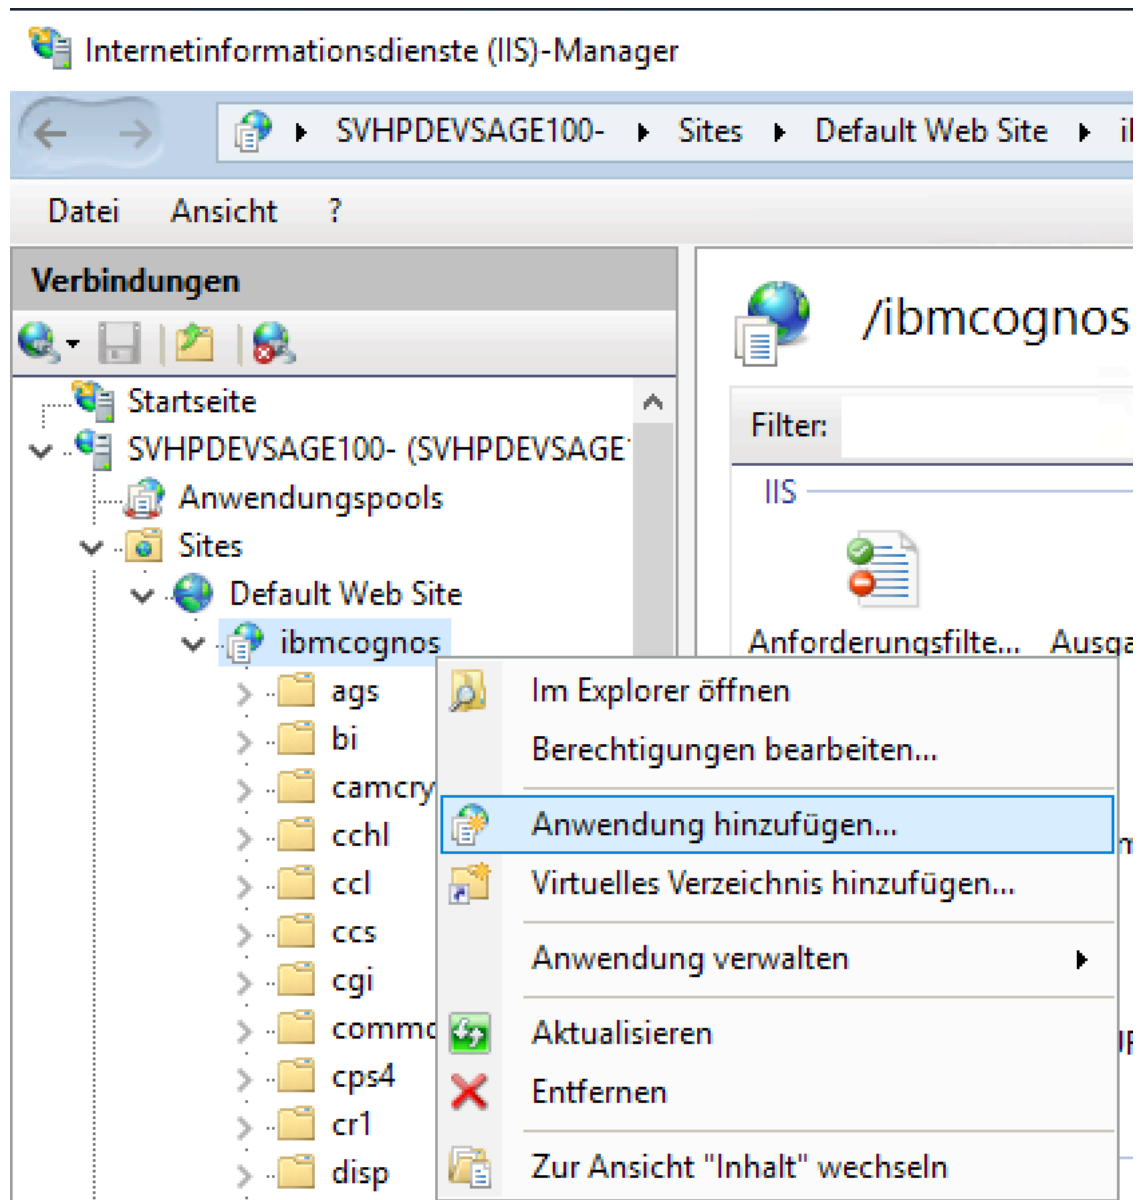 Internetinformationsdienste (IIS)-Manager
SVHPDEVSAGE100- Sites Default Web Site
Datei Ansicht ?
Verbindungen
/ibmcognos
Startseite
Filter:
SVHPDEVSAGE100- (SVHPDEVSAGE
IIS
Anwendungspools
Sites
Default Web Site
ibmcognos
Anforderungsfilte...
ags
Im Explorer öffnen
bi
Berechtigungen bearbeiten...
camcry
Anwendung hinzufügen...
cchl
ccl
Virtuelles Verzeichnis hinzufügen...
ccs
Anwendung verwalten
cgi
commo
Aktualisieren
cps4
Entfernen
cr1
disp
Zur Ansicht "Inhalt" wechseln